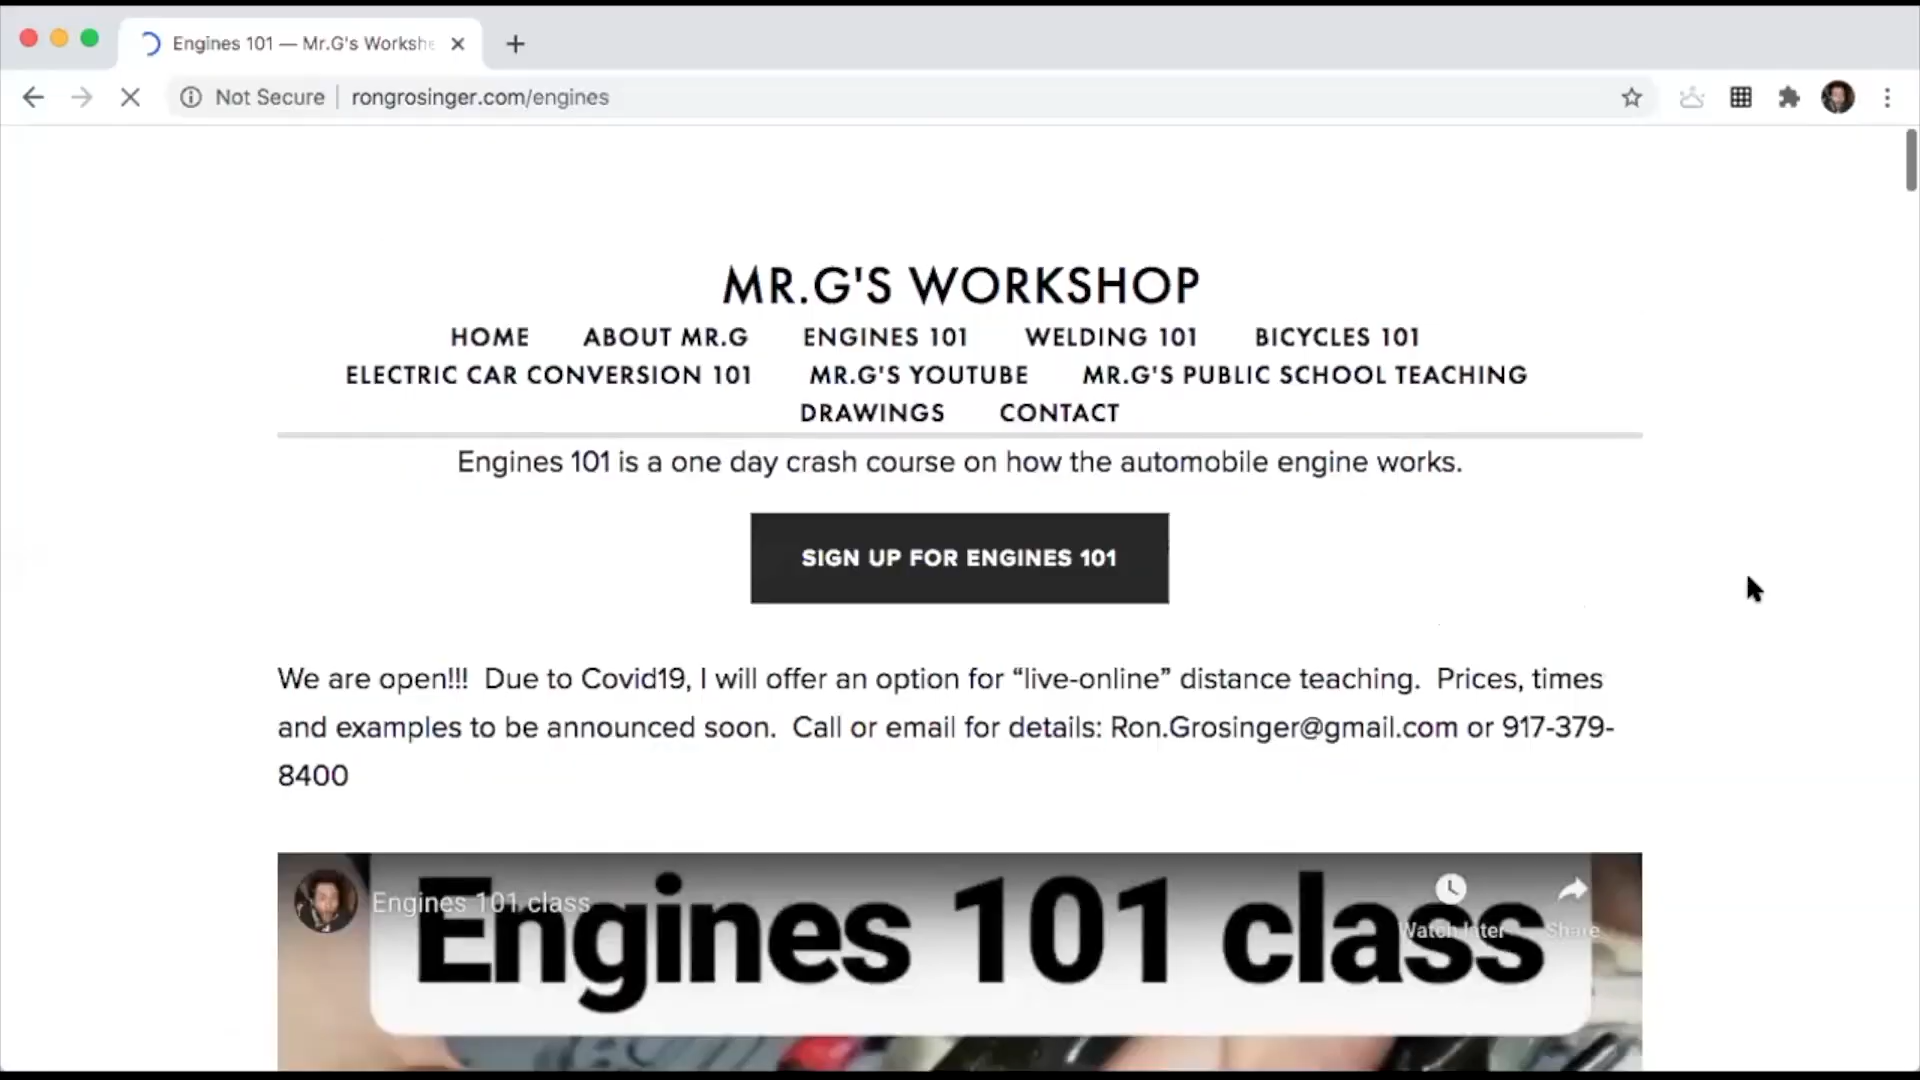 Engines 101 — Mr.G's Workshe
Not Secure | rongrosinger.com/engines
MR.G'S WORKSHOP
HOME ABOUT MR.G ENGINES 101 WELDING 101 BICYCLES 101
ELECTRIC CAR CONVERSION 101 MR.G'S YOUTUBE MR.G'S PUBLIC SCHOOL TEACHING
DRAWINGS CONTACT
Engines 101 is a one day crash course on how the automobile engine works.
SIGN UP FOR ENGINES 101
We are open!!! Due to Covid19, I will offer an option for “live-online” distance teaching. Prices, times
and examples to be announced soon. Call or email for details: Ron.Grosinger@gmail.com or 917-379-
8400
Engines 101 class
Engines 101 class
Watch later Share